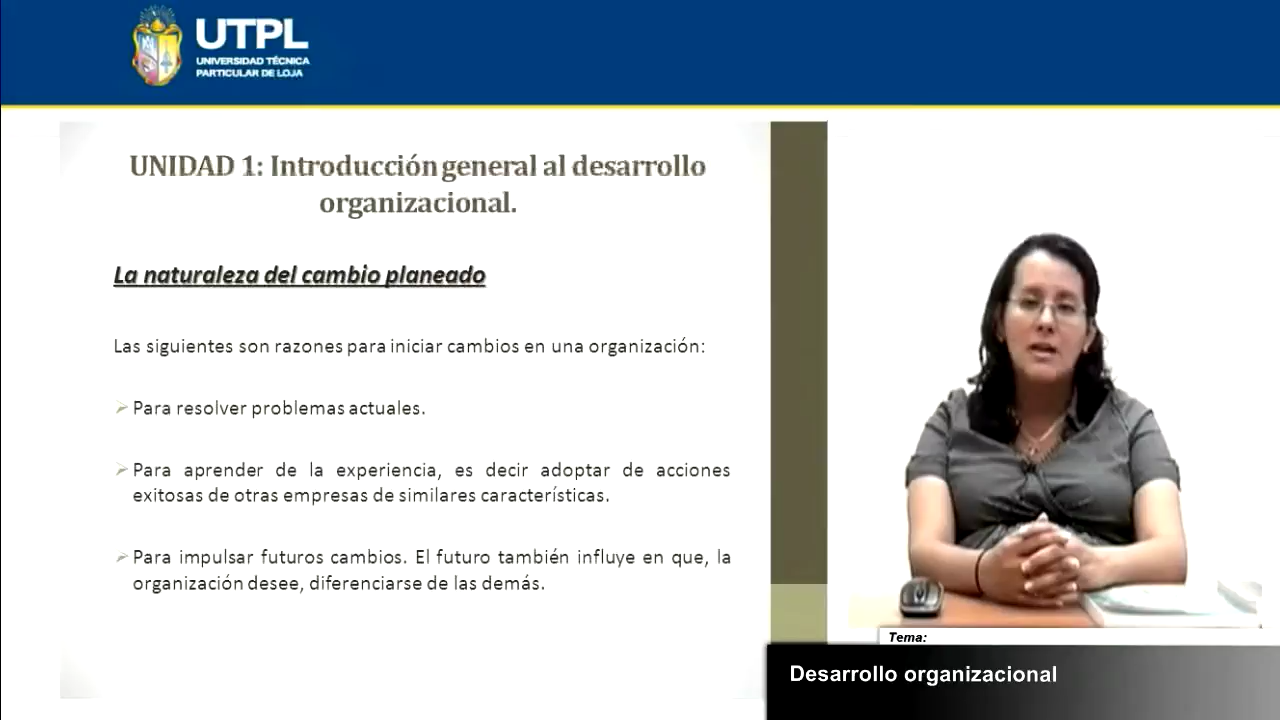 UTPL
UNIVERSIDAD TÉCNICA
PARTICULAR DE LOJA
UNIDAD 1: Introducción general al desarrollo
organizacional.
La naturaleza del cambio planeado
Las siguientes son razones para iniciar cambios en una organización:
Para resolver problemas actuales.
Para aprender de la experiencia, es decir adoptar de acciones
exitosas de otras empresas de similares características.
Para impulsar futuros cambios. El futuro también influye en que, la
organización desee, diferenciarse de las demás.
Tema:
Desarrollo organizacional